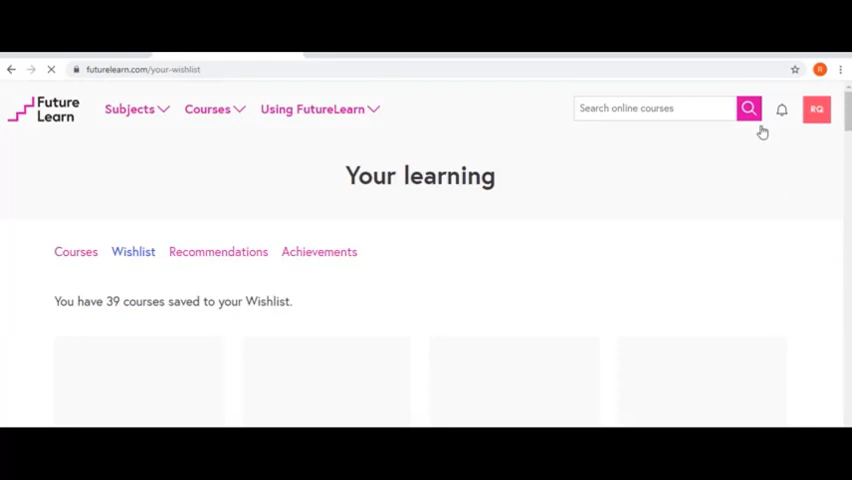 futurelearn.com/your-wishlist
R
Future
Learn
Subjects Courses Using FutureLearn
Search online courses
RQ
Your learning
Courses Wishlist Recommendations Achievements
You have 39 courses saved to your Wishlist.